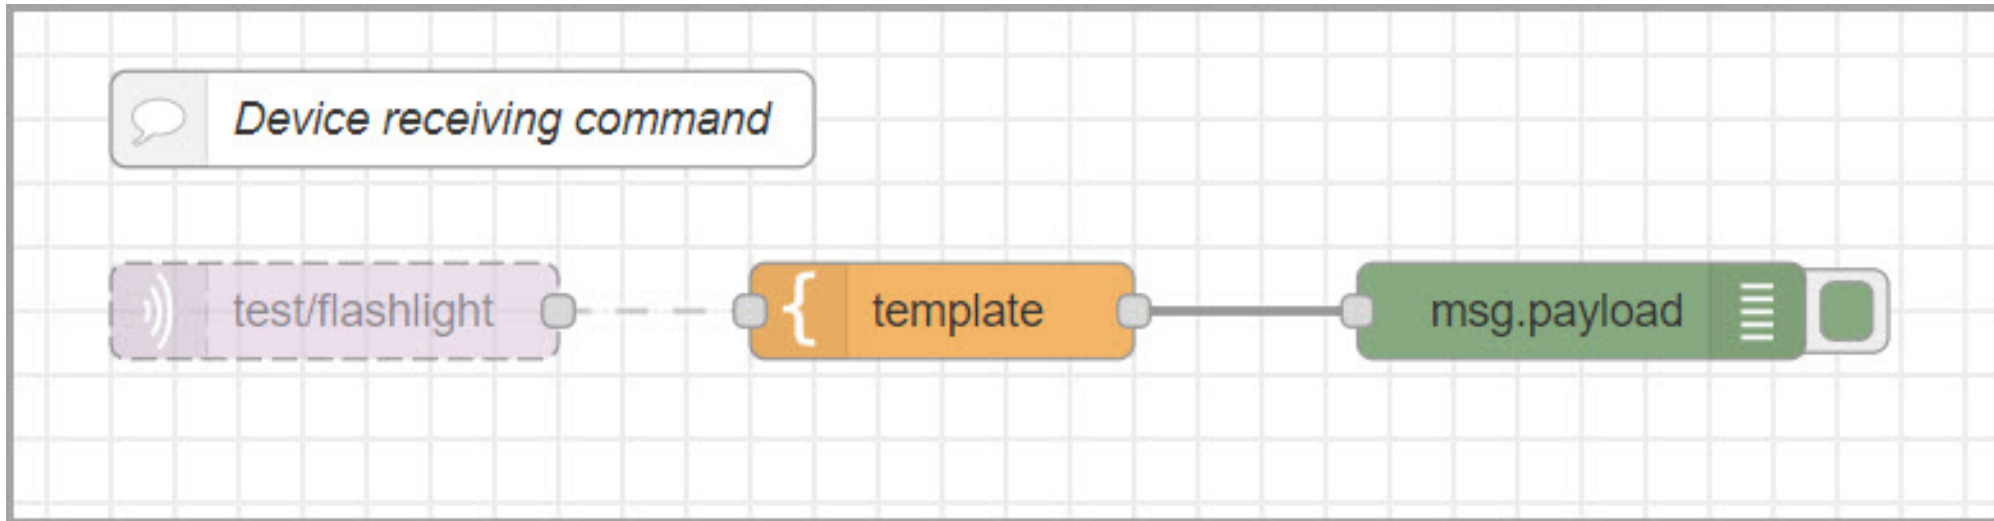 Device receiving command
test/flashlight
template
msg.payload